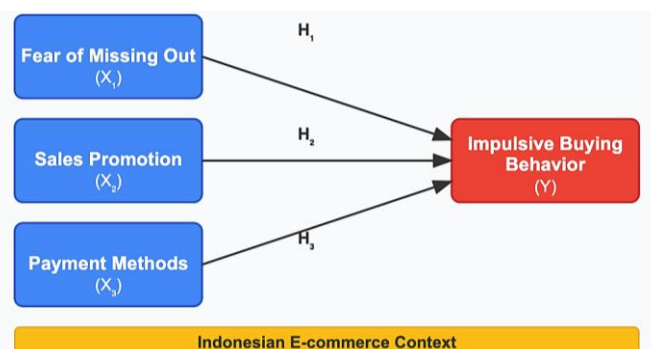 H₁
Fear of Missing Out
(X₁)
H₂
Sales Promotion
(X₂)
Impulsive Buying
Behavior
(Y)
H₃
Payment Methods
(X₃)
Indonesian E-commerce Context